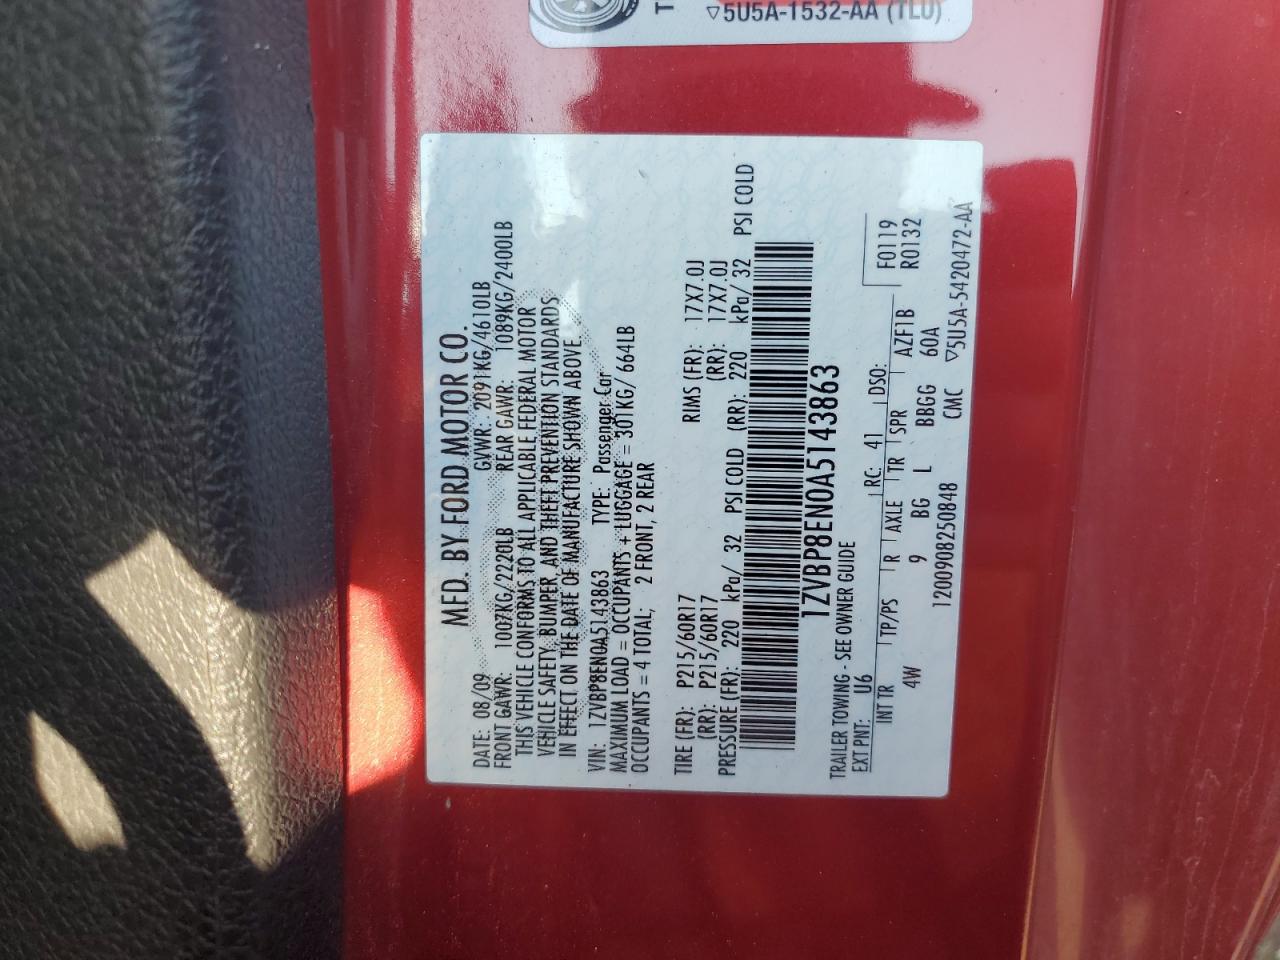 ▽5U5A-1532-AA (TLU)
MFD. BY FORD MOTOR CO.
DATE: 08/09 GVWR: 2091KG/4610LB
FRONT GAWR: 1007KG/2220LB REAR GAWR: 1089KG/2400LB
THIS VEHICLE CONFORMS TO ALL APPLICABLE FEDERAL MOTOR
VEHICLE SAFETY, BUMPER, AND THEFT PREVENTION STANDARDS
IN EFFECT ON THE DATE OF MANUFACTURE SHOWN ABOVE.
VIN: 1ZVBP8EN0A5143863 TYPE: Passenger Car
MAXIMUM LOAD = OCCUPANTS + LUGGAGE = 301KG/ 664LB
OCCUPANTS = 4 TOTAL; 2 FRONT, 2 REAR
TIRE (FR): P215/60R17 RIMS (FR): 17X7.0J
(RR): P215/60R17 (RR): 17X7.0J
PRESSURE (FR): 220 kPa/ 32 PSI COLD (RR): 220 kPa/ 32 PSI COLD
1ZVBP8EN0A5143863
TRAILER TOWING - SEE OWNER GUIDE
EXT PNT: U6 RC: 41 DSO: F0119
INT TR TP/PS R AXLE TR SPR AZF1B R0132
4W 9 BG L BBGG 60A
1200908250848 CMC ▽5U5A-5420472-AA